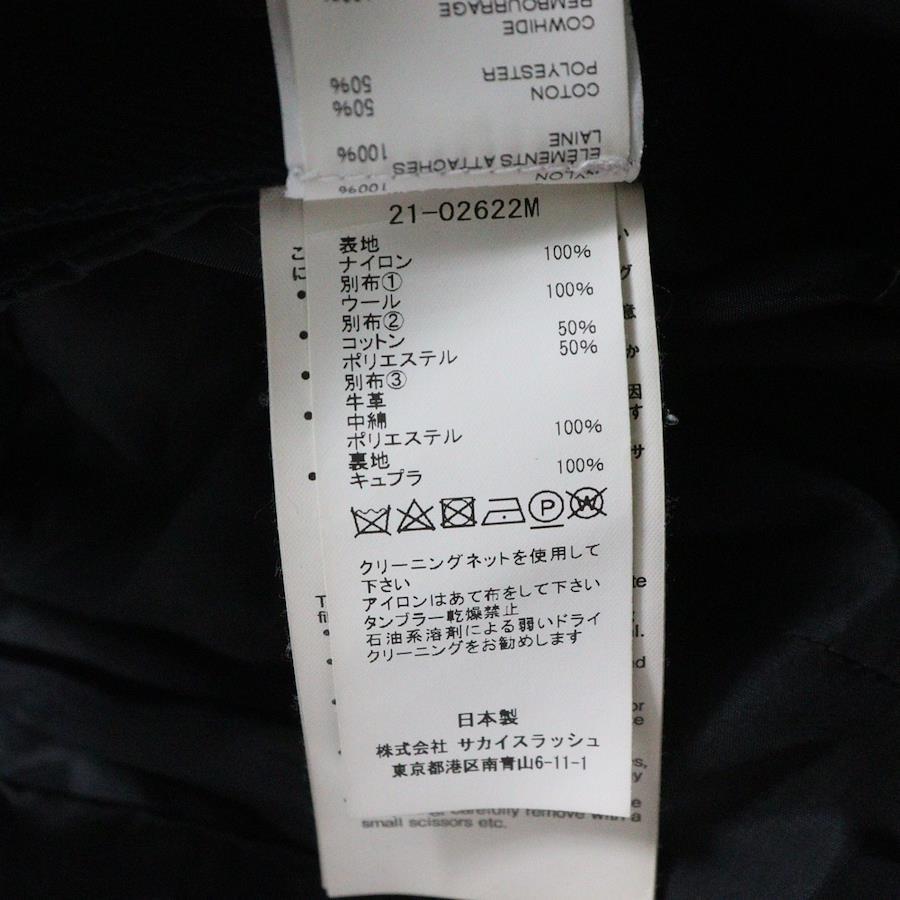 REMBOURRAGE
COWHIDE
POLYESTER 50%
COTON 50%
LAINE 100%
ÉLÉMENTS ATTACHÉS
NYLON 100%
21-02622M
表地
ナイロン 100%
別布①
ウール 100%
別布②
コットン 50%
ポリエステル 50%
別布③
牛革
中綿
ポリエステル 100%
裏地
キュプラ 100%
P W
クリーニングネットを使用して
下さい
アイロンはあて布をして下さい
タンブラー乾燥禁止
石油系溶剤による弱いドライ
クリーニングをお勧めします
日本製
株式会社 サカイスラッシュ
東京都港区南青山6-11-1
carefully remove with a
small scissors etc.